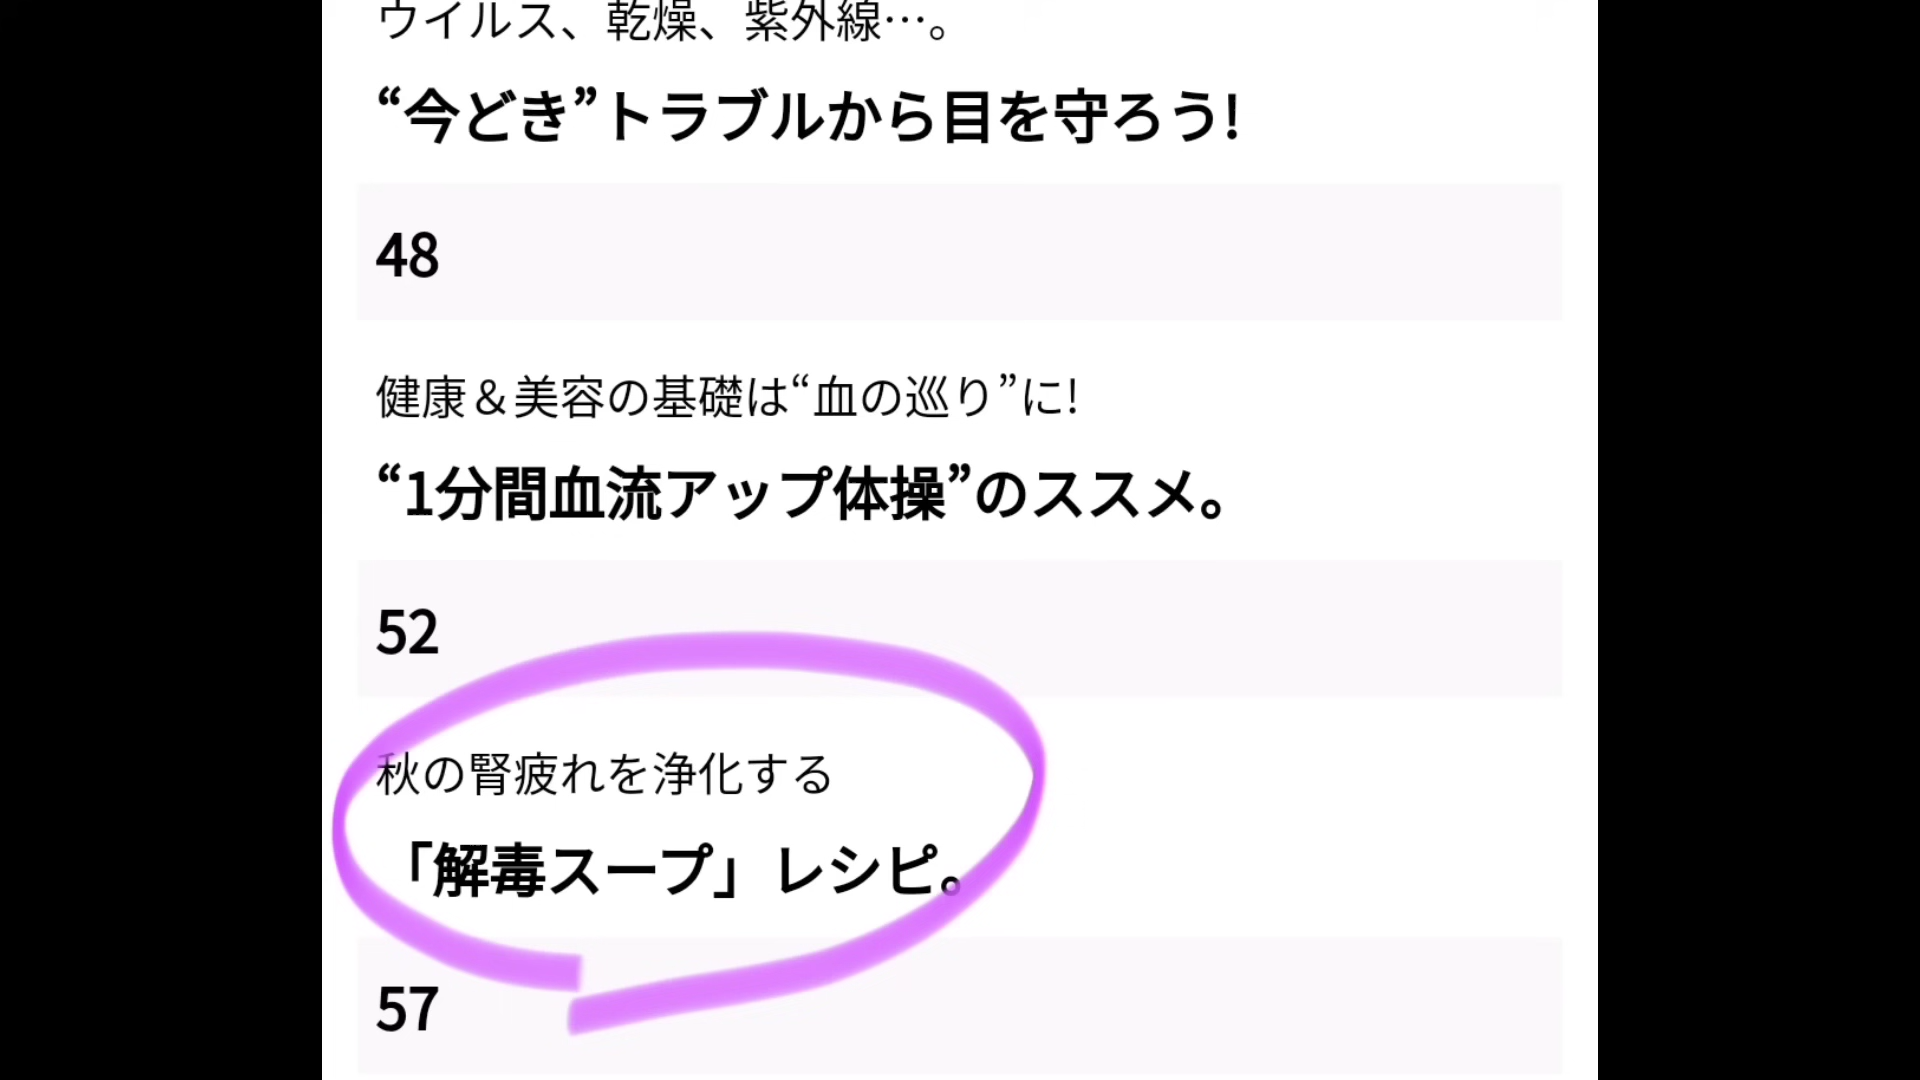 ウイルス、乾燥、紫外線…。
“今どき”トラブルから目を守ろう!
48
健康＆美容の基礎は“血の巡り”に!
“1分間血流アップ体操”のススメ。
52
秋の腎疲れを浄化する
「解毒スープ」レシピ。
57